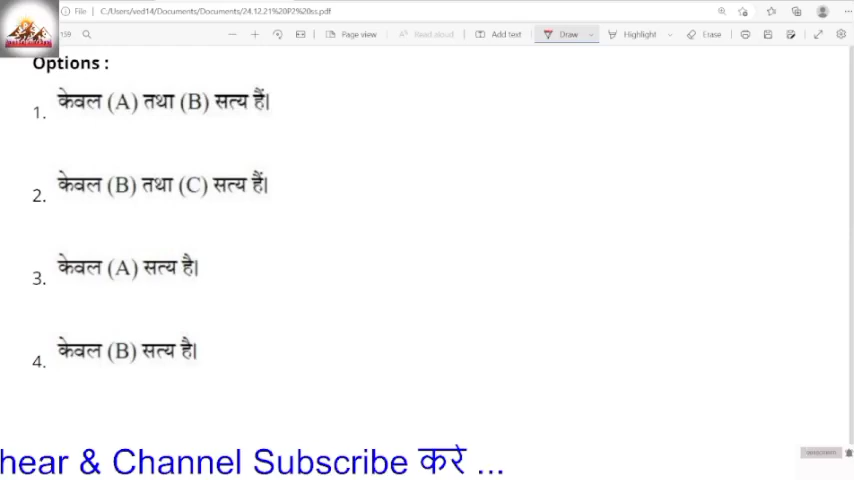 File | C:/Users/ved14/Documents/Documents/24.12.21%20P2%20ss.pdf
159 Page view Read aloud Add text Draw Highlight Erase
Options :
1. केवल (A) तथा (B) सत्य हैं।
2. केवल (B) तथा (C) सत्य हैं।
3. केवल (A) सत्य है।
4. केवल (B) सत्य है।
hear & Channel Subscribe करे ...